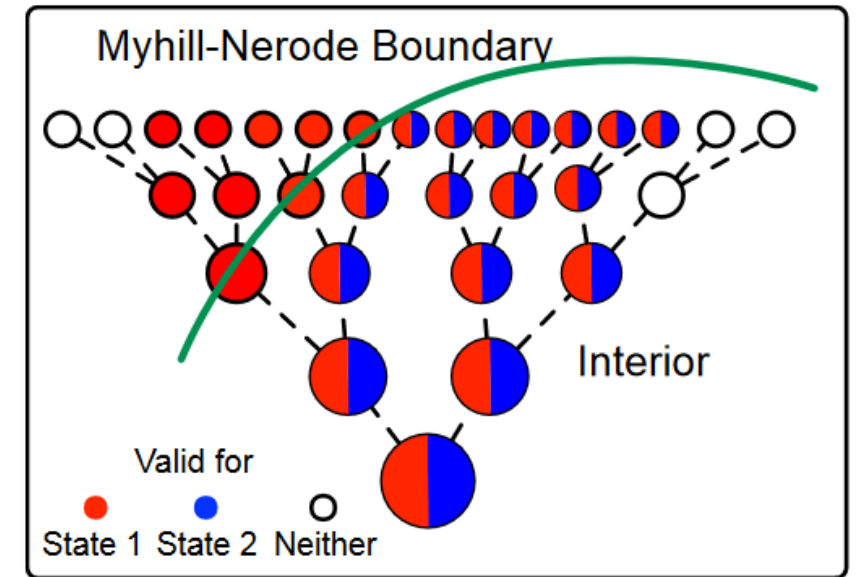 Myhill-Nerode Boundary
Interior
Valid for
State 1 State 2 Neither